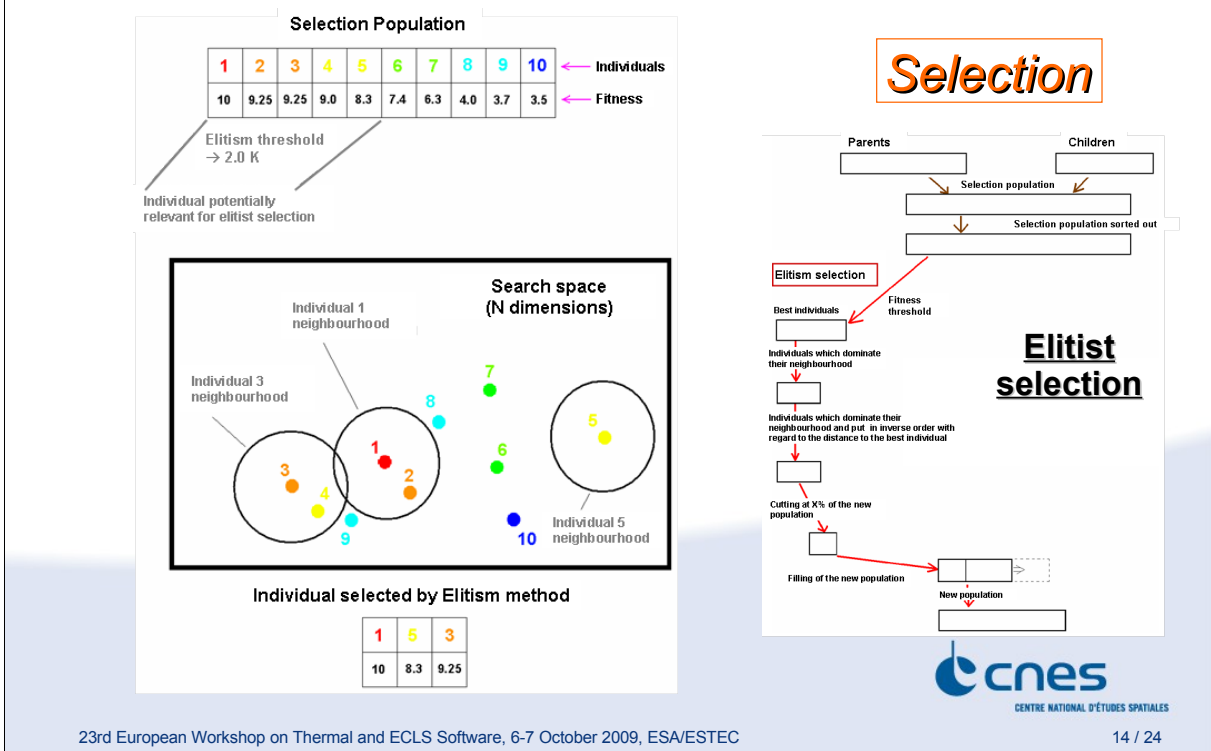 Selection Population
1 2 3 4 5 6 7 8 9 10 Individuals
10 9.25 9.25 9.0 8.3 7.4 6.3 4.0 3.7 3.5 Fitness
Elitism threshold
→ 2.0 K
Individual potentially
relevant for elitist selection
Search space
(N dimensions)
Individual 1
neighbourhood
Individual 3
neighbourhood
7
8
5
1
6
3
2
4
9
10
Individual 5
neighbourhood
Individual selected by Elitism method
1 5 3
10 8.3 9.25
Selection
Parents
Children
Selection population
Selection population sorted out
Elitism selection
Fitness
threshold
Best individuals
Individuals which dominate
their neighbourhood
Individuals which dominate their
neighbourhood and put in inverse order with
regard to the distance to the best individual
Cutting at X% of the new
population
Filling of the new population
New population
Elitist
selection
cnes
CENTRE NATIONAL D'ÉTUDES SPATIALES
23rd European Workshop on Thermal and ECLS Software, 6-7 October 2009, ESA/ESTEC
14 / 24